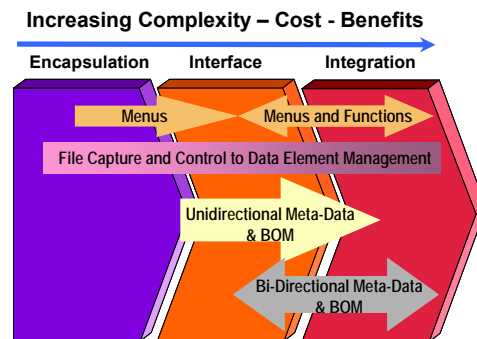 Increasing Complexity – Cost - Benefits
Encapsulation Interface Integration
Menus Menus and Functions
File Capture and Control to Data Element Management
Unidirectional Meta-Data
& BOM
Bi-Directional Meta-Data
& BOM